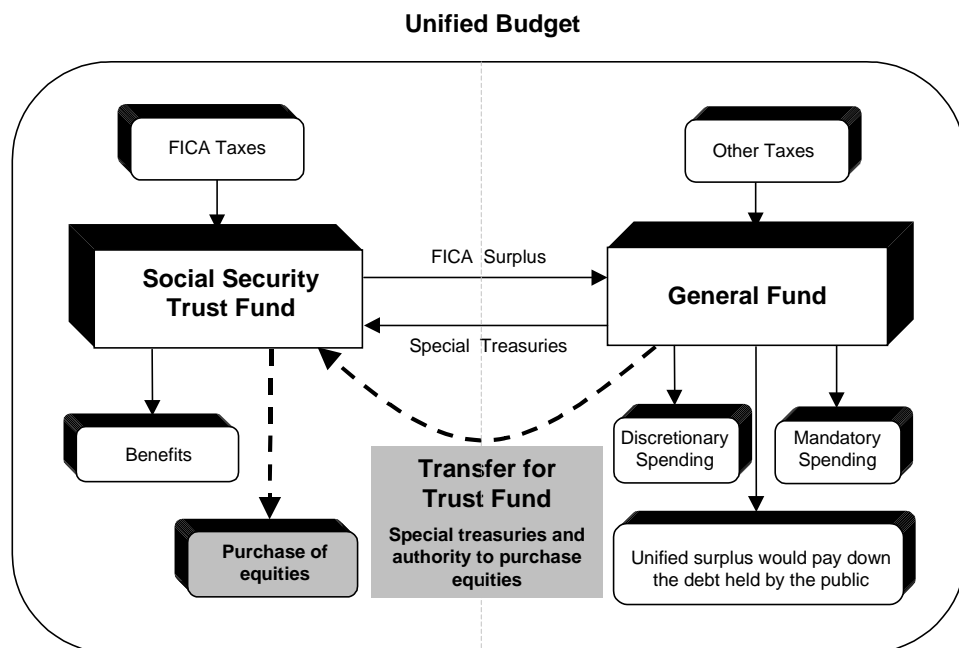 Unified Budget
FICA Taxes
Other Taxes
FICA Surplus
Social Security
Trust Fund
General Fund
Special Treasuries
Benefits
Discretionary
Spending
Mandatory
Spending
Transfer for
Trust Fund
Special treasuries and
authority to purchase
equities
Purchase of
equities
Unified surplus would pay down
the debt held by the public